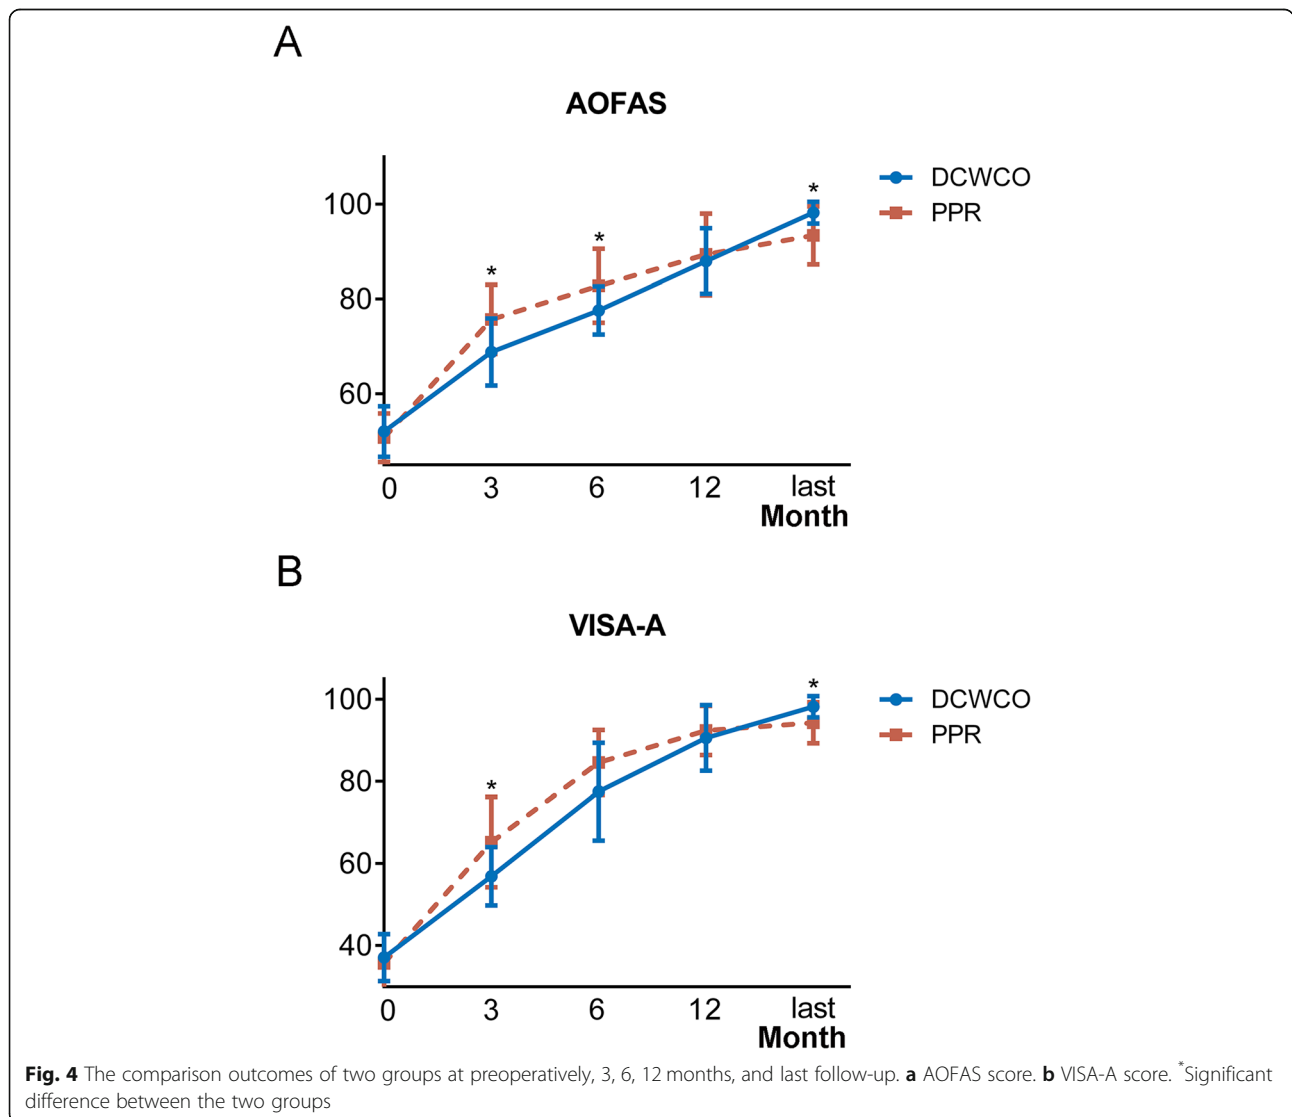 A
AOFAS
DCWCO
PPR
100
80
60
*
*
*
0 3 6 12 last
Month
B
VISA-A
DCWCO
PPR
100
80
60
40
*
*
0 3 6 12 last
Month
Fig. 4 The comparison outcomes of two groups at preoperatively, 3, 6, 12 months, and last follow-up. a AOFAS score. b VISA-A score. *Significant
difference between the two groups